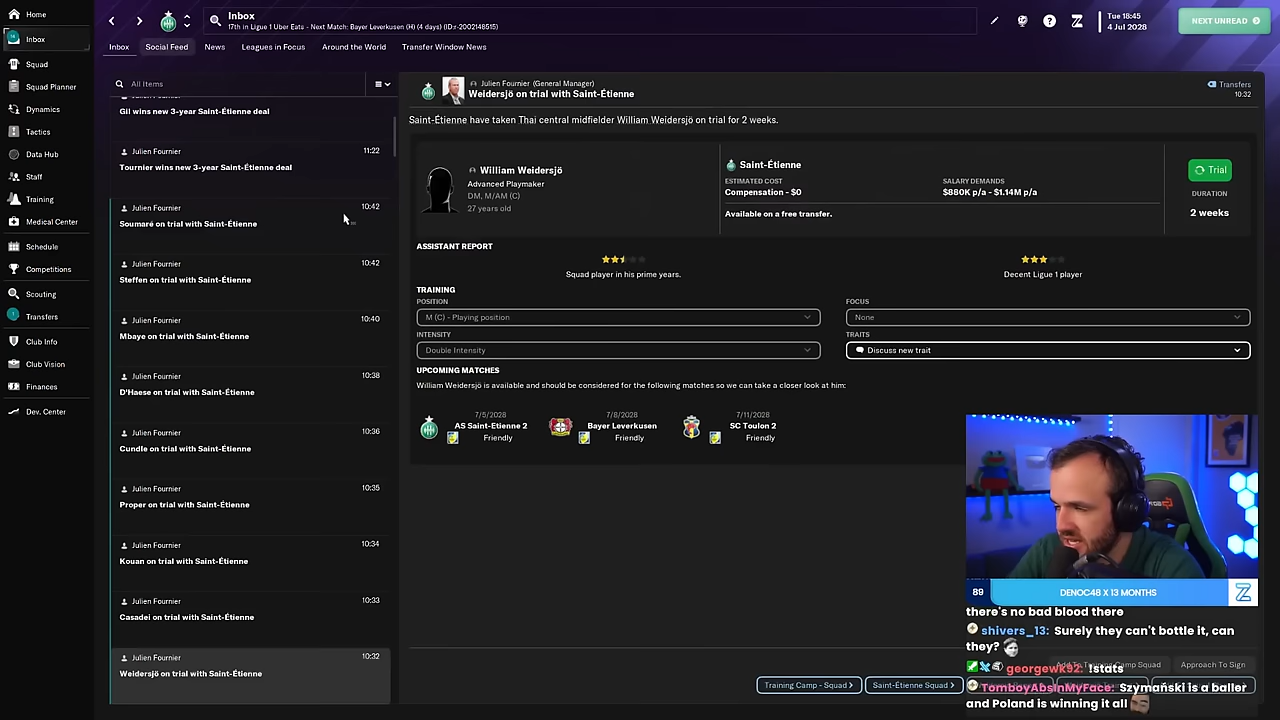 Home
Inbox
Squad
Squad Planner
Dynamics
Tactics
Data Hub
Staff
Training
Medical Center
Schedule
Competitions
Scouting
Transfers
Club Info
Club Vision
Finances
Dev. Center
Inbox
17th in Ligue 1 Uber Eats - Next Match: Bayer Leverkusen (H) (4 days) (ID:r-2002148515)
Tue 18:45
4 Jul 2028
NEXT UNREAD
Inbox
Social Feed
News
Leagues in Focus
Around the World
Transfer Window News
All Items
Julien Fournier
Gil wins new 3-year Saint-Étienne deal
Julien Fournier
11:22
Tournier wins new 3-year Saint-Étienne deal
Julien Fournier
10:42
Soumaré on trial with Saint-Étienne
Julien Fournier
10:42
Steffen on trial with Saint-Étienne
Julien Fournier
10:40
Mbaye on trial with Saint-Étienne
Julien Fournier
10:38
D'Haese on trial with Saint-Étienne
Julien Fournier
10:36
Cundle on trial with Saint-Étienne
Julien Fournier
10:35
Proper on trial with Saint-Étienne
Julien Fournier
10:34
Kouan on trial with Saint-Étienne
Julien Fournier
10:33
Casadei on trial with Saint-Étienne
Julien Fournier
10:32
Weidersjö on trial with Saint-Étienne
Julien Fournier (General Manager)
Weidersjö on trial with Saint-Étienne
Transfers
10:32
Saint-Étienne have taken Thai central midfielder William Weidersjö on trial for 2 weeks.
William Weidersjö
Advanced Playmaker
DM, M/AM (C)
27 years old
Saint-Étienne
ESTIMATED COST
Compensation - $0
SALARY DEMANDS
$880K p/a - $1.14M p/a
Available on a free transfer.
Trial
DURATION
2 weeks
ASSISTANT REPORT
Squad player in his prime years.
Decent Ligue 1 player
TRAINING
POSITION
M (C) - Playing position
FOCUS
None
INTENSITY
Double Intensity
TRAITS
Discuss new trait
UPCOMING MATCHES
William Weidersjö is available and should be considered for the following matches so we can take a closer look at him:
7/5/2028
AS Saint-Etienne 2
Friendly
7/8/2028
Bayer Leverkusen
Friendly
7/11/2028
SC Toulon 2
Friendly
89
DENOC48 X 13 MONTHS
there's no bad blood there
shivers_13: Surely they can't bottle it, can
they?
georgewk92: !stats
TomboyAbsInMyFace: Szymański is a baller
and Poland is winning it all
Approach To Sign
Training Camp - Squad
Saint-Étienne Squad